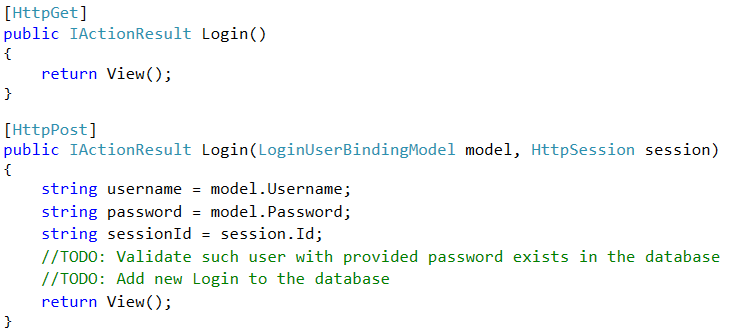 [HttpGet]
public IActionResult Login()
{
    return View();
}
[HttpPost]
public IActionResult Login(LoginUserBindingModel model, HttpSession session)
{
    string username = model.Username;
    string password = model.Password;
    string sessionId = session.Id;
    //TODO: Validate such user with provided password exists in the database
    //TODO: Add new Login to the database
    return View();
}